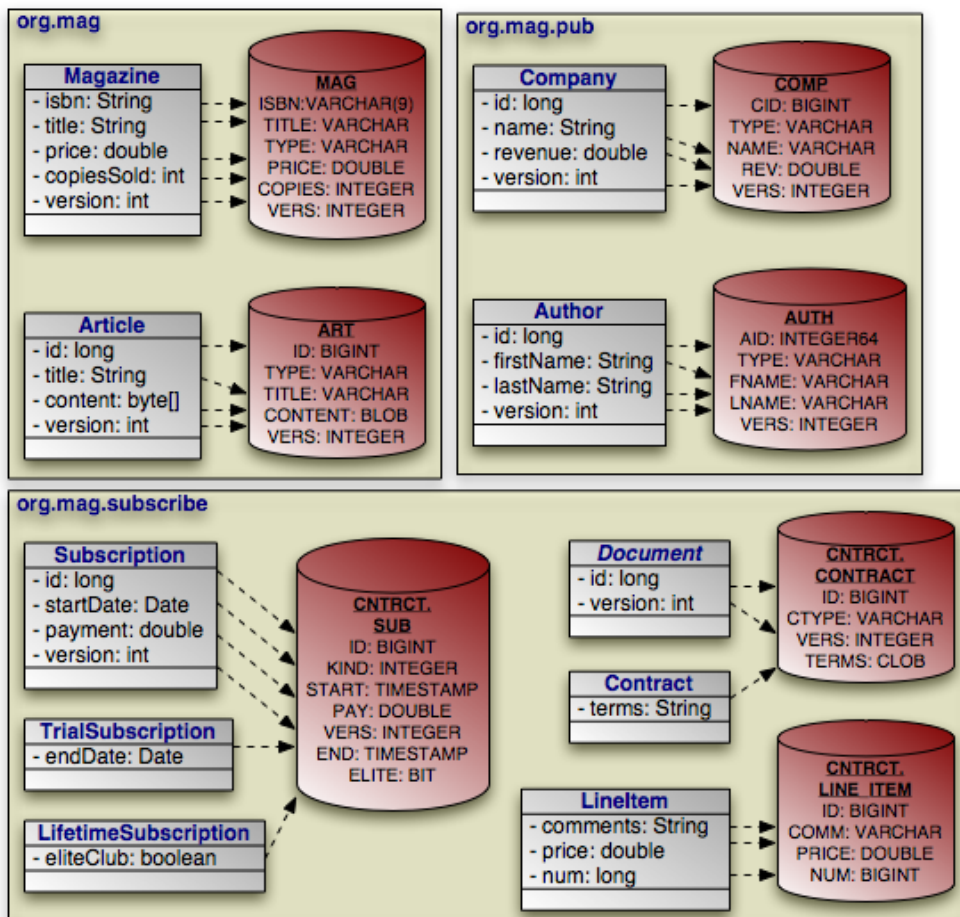 org.mag
Magazine
- isbn: String
- title: String
- price: double
- copiesSold: int
- version: int
MAG
ISBN:VARCHAR(9)
TITLE: VARCHAR
TYPE: VARCHAR
PRICE: DOUBLE
COPIES: INTEGER
VERS: INTEGER
Article
- id: long
- title: String
- content: byte[]
- version: int
ART
ID: BIGINT
TYPE: VARCHAR
TITLE: VARCHAR
CONTENT: BLOB
VERS: INTEGER
org.mag.pub
Company
- id: long
- name: String
- revenue: double
- version: int
COMP
CID: BIGINT
TYPE: VARCHAR
NAME: VARCHAR
REV: DOUBLE
VERS: INTEGER
Author
- id: long
- firstName: String
- lastName: String
- version: int
AUTH
AID: INTEGER64
TYPE: VARCHAR
FNAME: VARCHAR
LNAME: VARCHAR
VERS: INTEGER
org.mag.subscribe
Subscription
- id: long
- startDate: Date
- payment: double
- version: int
TrialSubscription
- endDate: Date
LifetimeSubscription
- eliteClub: boolean
CNTRCT.
SUB
ID: BIGINT
KIND: INTEGER
START: TIMESTAMP
PAY: DOUBLE
VERS: INTEGER
END: TIMESTAMP
ELITE: BIT
Document
- id: long
- version: int
Contract
- terms: String
CNTRCT.
CONTRACT
ID: BIGINT
CTYPE: VARCHAR
VERS: INTEGER
TERMS: CLOB
LineItem
- comments: String
- price: double
- num: long
CNTRCT.
LINE_ITEM
ID: BIGINT
COMM: VARCHAR
PRICE: DOUBLE
NUM: BIGINT